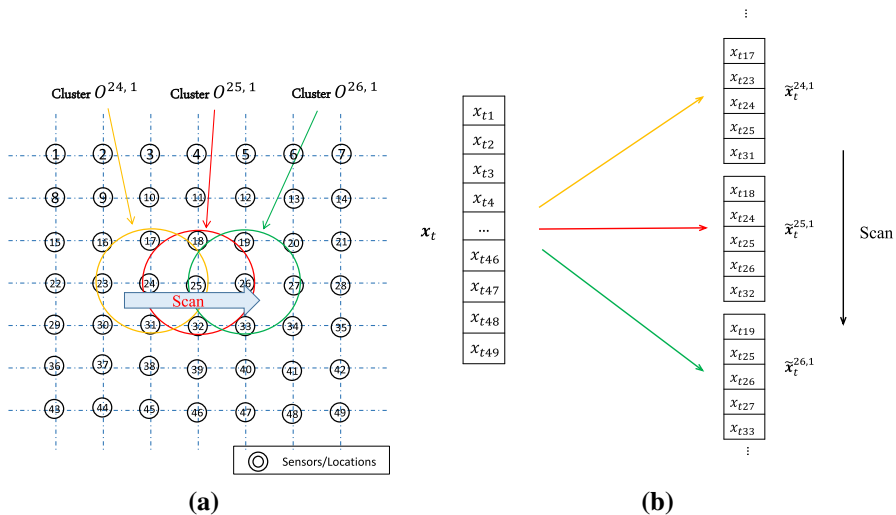 Cluster O^{24,1} Cluster O^{25,1} Cluster O^{26,1}
1 2 3 4 5 6 7
8 9 10 11 12 13 14
15 16 17 18 19 20 21
22 23 24 25 26 27 28
Scan
29 30 31 32 33 34 35
36 37 38 39 40 41 42
43 44 45 46 47 48 49
Sensors/Locations
(a)
x_t
x_{t1}
x_{t2}
x_{t3}
x_{t4}
...
x_{t46}
x_{t47}
x_{t48}
x_{t49}
⋮
x_{t17}
x_{t23}
x_{t24}
x_{t25}
x_{t31}
x̃_t^{24,1}
x_{t18}
x_{t24}
x_{t25}
x_{t26}
x_{t32}
x̃_t^{25,1}
x_{t19}
x_{t25}
x_{t26}
x_{t27}
x_{t33}
x̃_t^{26,1}
⋮
Scan
(b)